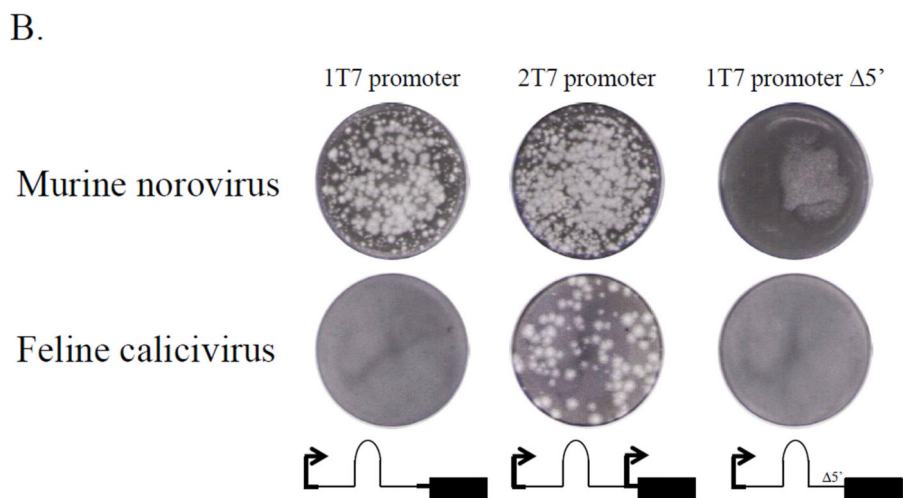 B.
1T7 promoter 2T7 promoter 1T7 promoter Δ5'
Murine norovirus
Feline calicivirus
Δ5'